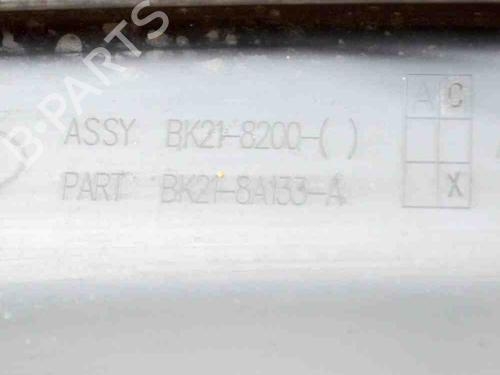 B-PARTS
ASSY BK21-8200-( )
PART BK21-8A133-A
A C
X